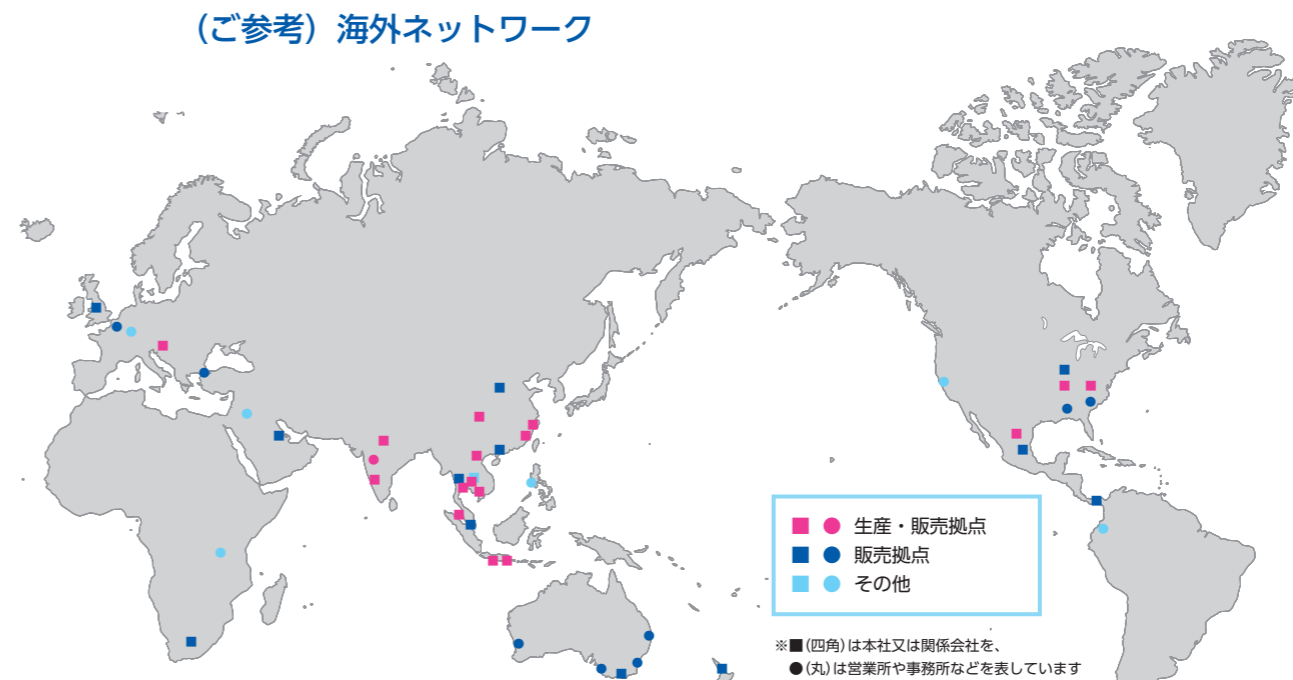 （ご参考）海外ネットワーク
■ ● 生産・販売拠点
■ ● 販売拠点
■ ● その他
※■(四角)は本社又は関係会社を、
●(丸)は営業所や事務所などを表しています